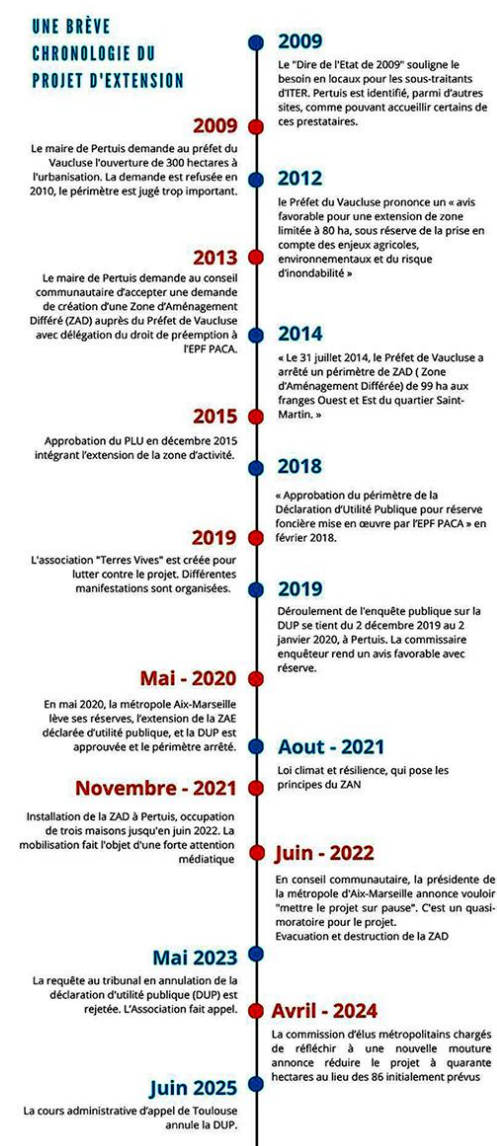 UNE BRÈVE
CHRONOLOGIE DU
PROJET D'EXTENSION
2009
Le "Dire de l'Etat de 2009" souligne le
besoin en locaux pour les sous-traitants
d'ITER. Pertuis est identifié, parmi d'autres
sites, comme pouvant accueillir certains de
ces prestataires.
2009
Le maire de Pertuis demande au préfet du
Vaucluse l'ouverture de 300 hectares à
l'urbanisation. La demande est refusée en
2010, le périmètre est jugé trop important.
2012
le Préfet du Vaucluse prononce un « avis
favorable pour une extension de zone
limitée à 80 ha, sous réserve de la prise en
compte des enjeux agricoles,
environnementaux et du risque
d'inondabilité »
2013
Le maire de Pertuis demande au conseil
communautaire d'accepter une demande
de création d'une Zone d'Aménagement
Différé (ZAD) auprès du Préfet de Vaucluse
avec délégation du droit de préemption à
l'EPF PACA.
2014
« Le 31 juillet 2014, le Préfet de Vaucluse a
arrêté un périmètre de ZAD ( Zone
d'Aménagement Différée) de 99 ha aux
franges Ouest et Est du quartier Saint-
Martin. »
2015
Approbation du PLU en décembre 2015
intégrant l'extension de la zone d'activité.
2018
« Approbation du périmètre de la
Déclaration d'Utilité Publique pour réserve
foncière mise en œuvre par l'EPF PACA » en
février 2018.
2019
L'association "Terres Vives" est créée pour
lutter contre le projet. Différentes
manifestations sont organisées.
2019
Déroulement de l'enquête publique sur la
DUP se tient du 2 décembre 2019 au 2
janvier 2020, à Pertuis. La commissaire
enquêteur rend un avis favorable avec
réserve.
Mai - 2020
En mai 2020, la métropole Aix-Marseille
lève ses réserves, l'extension de la ZAE
déclarée d'utilité publique, et la DUP est
approuvée et le périmètre arrêté.
Aout - 2021
Loi climat et résilience, qui pose les
principes du ZAN
Novembre - 2021
Installation de la ZAD à Pertuis, occupation
de trois maisons jusqu'en juin 2022. La
mobilisation fait l'objet d'une forte attention
médiatique
Juin - 2022
En conseil communautaire, la présidente de
la métropole d'Aix-Marseille annonce vouloir
"mettre le projet sur pause". C'est un quasi-
moratoire pour le projet.
Evacuation et destruction de la ZAD
Mai 2023
La requête au tribunal en annulation de la
déclaration d'utilité publique (DUP) est
rejetée. L'Association fait appel.
Avril - 2024
La commission d'élus métropolitains chargés
de réfléchir à une nouvelle mouture
annonce réduire le projet à quarante
hectares au lieu des 86 initialement prévus
Juin 2025
La cours administrative d'appel de Toulouse
annule la DUP.